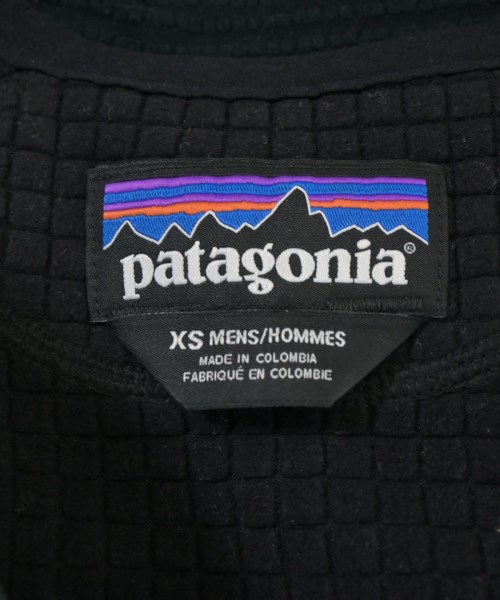 patagonia®
XS MENS/HOMMES
MADE IN COLOMBIA
FABRIQUÉ EN COLOMBIE